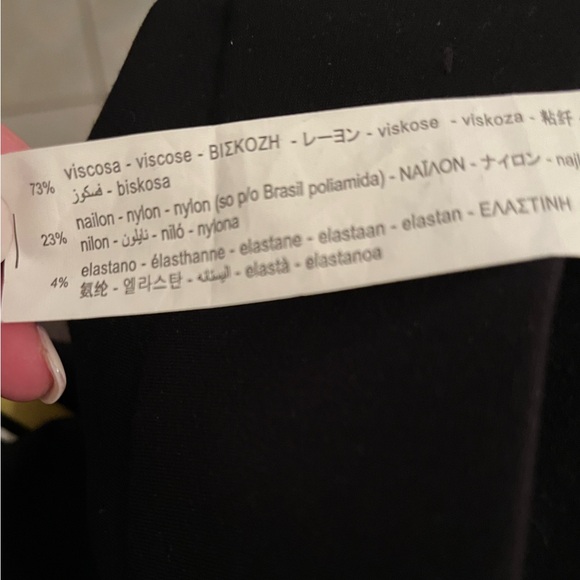 73% viscosa - viscose - ΒΙΣΚΟΖΗ - レーヨン - viskose - viskoza - 粘纤 -
فسكوز - biskosa
nailon - nylon - nylon (so p/o Brasil poliamida) - ΝΑΪΛΟΝ - ナイロン - najl
23% nilon - نايلون - niló - nylona
elastano - élasthanne - elastane - elastaan - elastan - ΕΛΑΣΤΙΝΗ
4% 氨纶 - 엘라스탄 - - elastà - elastanoa